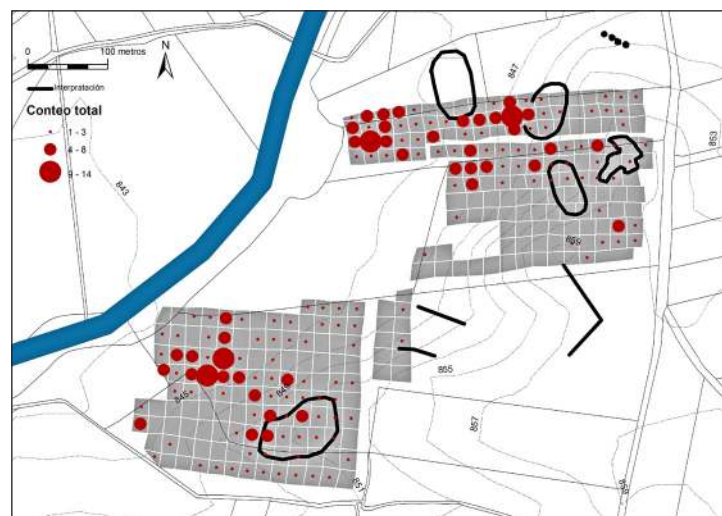 0 100 metros
N
Interpratación
Conteo total
1 - 3
4 - 8
9 - 14
847
853
843
859
845
855
857
851